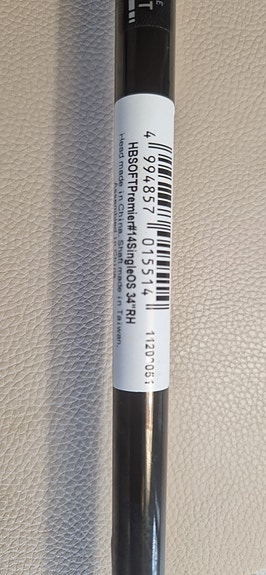 4 994857 015514
HBSOFTPremier#14SingleOS 34"RH
Head made in China. Shaft made in Taiwan.